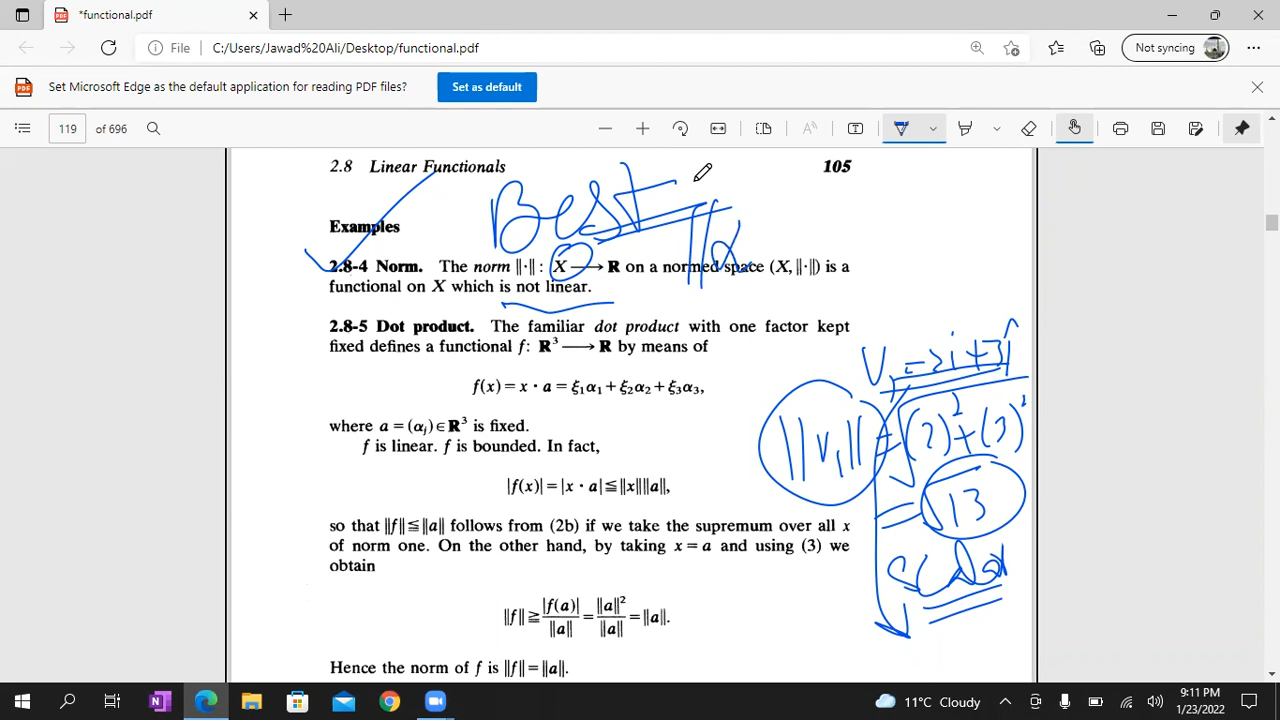 *functional.pdf
File
C:/Users/Jawad%20Ali/Desktop/functional.pdf
Not syncing
Set Microsoft Edge as the default application for reading PDF files?
Set as default
119 of 696
2.8 Linear Functionals
105
Best
Examples
2.8-4 Norm. The norm ‖·‖: X ⟶ R on a normed space (X, ‖·‖) is a
functional on X which is not linear.
2.8-5 Dot product. The familiar dot product with one factor kept
fixed defines a functional f: R³ ⟶ R by means of
f(x) = x · a = ξ₁α₁ + ξ₂α₂ + ξ₃α₃,
where a = (αⱼ) ∈ R³ is fixed.
f is linear. f is bounded. In fact,
|f(x)| = |x · a| ≦ ‖x‖‖a‖,
so that ‖f‖ ≦ ‖a‖ follows from (2b) if we take the supremum over all x
of norm one. On the other hand, by taking x = a and using (3) we
obtain
‖f‖ ≧ |f(a)|/‖a‖ = ‖a‖²/‖a‖ = ‖a‖.
Hence the norm of f is ‖f‖ = ‖a‖.
‖v₁‖ = √(2)² + (3)²
= √13
scalar
11°C Cloudy
9:11 PM
1/23/2022